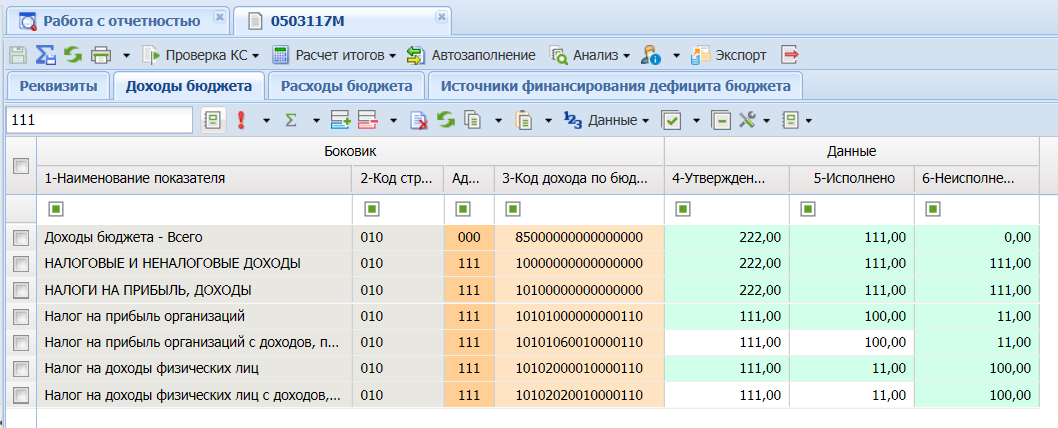 Работа с отчетностью 0503117М
Проверка КС Расчет итогов Автозаполнение Анализ Экспорт
Реквизиты Доходы бюджета Расходы бюджета Источники финансирования дефицита бюджета
111 123 Данные
Боковик Данные
1-Наименование показателя 2-Код стр... Ад... 3-Код дохода по бюд... 4-Утвержден... 5-Исполнено 6-Неисполне...
Доходы бюджета - Всего 010 000 85000000000000000 222,00 111,00 0,00
НАЛОГОВЫЕ И НЕНАЛОГОВЫЕ ДОХОДЫ 010 111 10000000000000000 222,00 111,00 111,00
НАЛОГИ НА ПРИБЫЛЬ, ДОХОДЫ 010 111 10100000000000000 222,00 111,00 111,00
Налог на прибыль организаций 010 111 10101000000000110 111,00 100,00 11,00
Налог на прибыль организаций с доходов, п... 010 111 10101060010000110 111,00 100,00 11,00
Налог на доходы физических лиц 010 111 10102000010000110 111,00 11,00 100,00
Налог на доходы физических лиц с доходов,... 010 111 10102020010000110 111,00 11,00 100,00